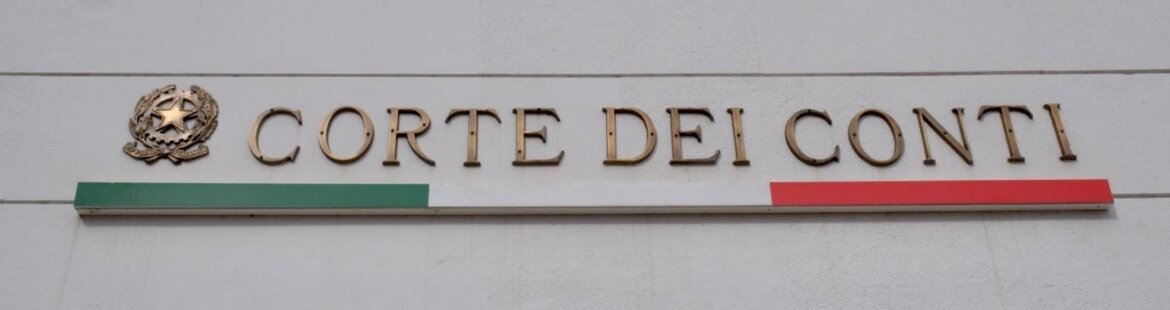 CORTE DEI CONTI